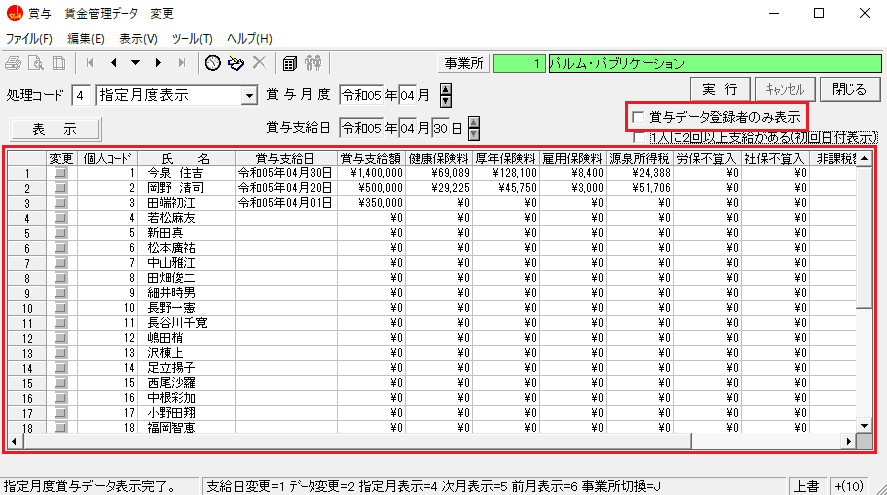 賞与 賃金管理データ 変更
ファイル(F) 編集(E) 表示(V) ツール(T) ヘルプ(H)
事業所 1 パルム・パブリケーション
実 行 キャンセル 閉じる
処理コード 4 指定月度表示 賞与月度 令和05年04月
賞与データ登録者のみ表示
表 示 賞与支給日 令和05年04月30日
1人に2回以上支給がある(初回日付表示)
変更 個人コード 氏 名 賞与支給日 賞与支給額 健康保険料 厚年保険料 雇用保険料 源泉所得税 労保不算入 社保不算入 非課税
1 1 今泉 住吉 令和05年04月30日 ¥1,400,000 ¥69,089 ¥128,100 ¥8,400 ¥24,388 ¥0 ¥0
2 2 岡野 清司 令和05年04月20日 ¥500,000 ¥29,225 ¥45,750 ¥3,000 ¥51,706 ¥0 ¥0
3 3 田端初江 令和05年04月01日 ¥350,000 ¥0 ¥0 ¥0 ¥0 ¥0 ¥0
4 4 若松麻友 ¥0 ¥0 ¥0 ¥0 ¥0 ¥0 ¥0
5 5 新田真 ¥0 ¥0 ¥0 ¥0 ¥0 ¥0 ¥0
6 6 松本廣祐 ¥0 ¥0 ¥0 ¥0 ¥0 ¥0 ¥0
7 7 中山雅江 ¥0 ¥0 ¥0 ¥0 ¥0 ¥0 ¥0
8 8 田畑俊二 ¥0 ¥0 ¥0 ¥0 ¥0 ¥0 ¥0
9 9 細井時男 ¥0 ¥0 ¥0 ¥0 ¥0 ¥0 ¥0
10 10 長野一憲 ¥0 ¥0 ¥0 ¥0 ¥0 ¥0 ¥0
11 11 長谷川千寛 ¥0 ¥0 ¥0 ¥0 ¥0 ¥0 ¥0
12 12 嶋田梢 ¥0 ¥0 ¥0 ¥0 ¥0 ¥0 ¥0
13 13 沢棟上 ¥0 ¥0 ¥0 ¥0 ¥0 ¥0 ¥0
14 14 足立揚子 ¥0 ¥0 ¥0 ¥0 ¥0 ¥0 ¥0
15 15 西尾沙羅 ¥0 ¥0 ¥0 ¥0 ¥0 ¥0 ¥0
16 16 中根彩加 ¥0 ¥0 ¥0 ¥0 ¥0 ¥0 ¥0
17 17 小野田翔 ¥0 ¥0 ¥0 ¥0 ¥0 ¥0 ¥0
18 18 福岡智恵 ¥0 ¥0 ¥0 ¥0 ¥0 ¥0 ¥0
指定月度賞与データ表示完了。 支給日変更=1 データ変更=2 指定月表示=4 次月表示=5 前月表示=6 事業所切換=J 上書 +(10)